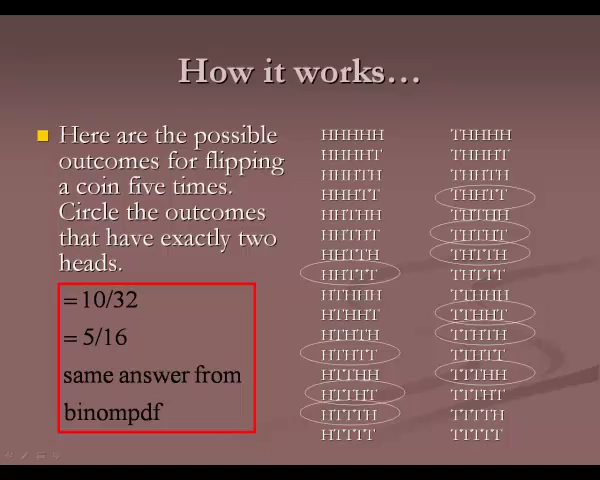 How it works…
Here are the possible
outcomes for flipping
a coin five times.
Circle the outcomes
that have exactly two
heads.
= 10/32
= 5/16
same answer from
binompdf
HHHHH
HHHHT
HHHTH
HHHTT
HHTHH
HHTHT
HHTTH
HHTTT
HTHHH
HTHHT
HTHTH
HTHTT
HTTHH
HTTHT
HTTTH
HTTTT
THHHH
THHHT
THHTH
THHTT
THTHH
THTHT
THTTH
THTTT
TTHHH
TTHHT
TTHTH
TTHTT
TTTHH
TTTHT
TTTTH
TTTTT